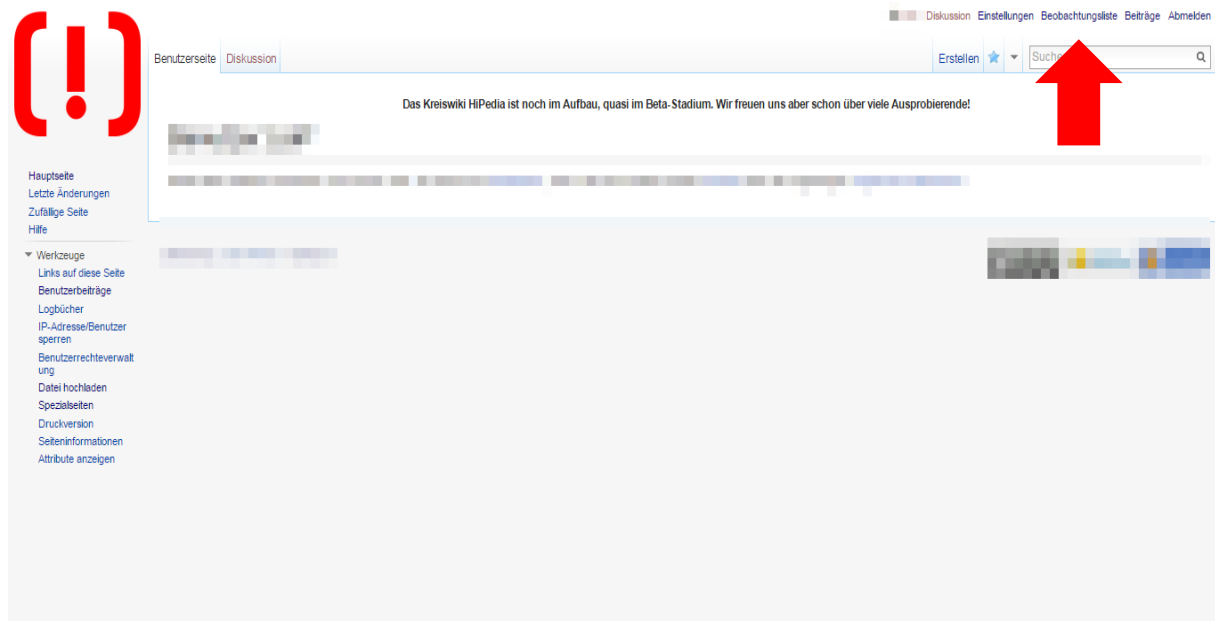 Diskussion Einstellungen Beobachtungsliste Beiträge Abmelden
(!)
Benutzerseite Diskussion Erstellen
Das Kreiswiki HiPedia ist noch im Aufbau, quasi im Beta-Stadium. Wir freuen uns aber schon über viele Ausprobierende!
Hauptseite
Letzte Änderungen
Zufällige Seite
Hilfe
Werkzeuge
Links auf diese Seite
Benutzerbeiträge
Logbücher
IP-Adresse/Benutzer
sperren
Benutzerrechteverwalt
ung
Datei hochladen
Spezialseiten
Druckversion
Seiteninformationen
Attribute anzeigen